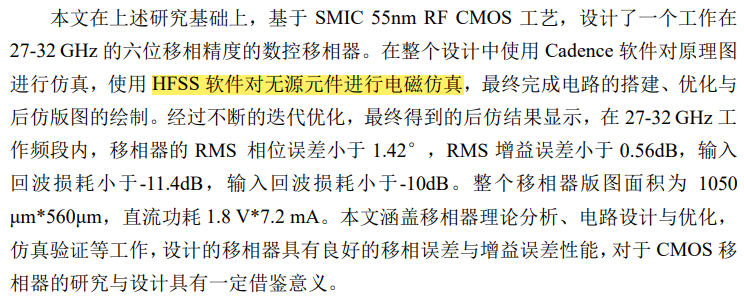 本文在上述研究基础上，基于 SMIC 55nm RF CMOS 工艺，设计了一个工作在
27-32 GHz 的六位移相精度的数控移相器。在整个设计中使用 Cadence 软件对原理图
进行仿真，使用 HFSS 软件对无源元件进行电磁仿真，最终完成电路的搭建、优化与
后仿版图的绘制。经过不断的迭代优化，最终得到的后仿结果显示，在 27-32 GHz 工
作频段内，移相器的 RMS 相位误差小于 1.42°，RMS 增益误差小于 0.56dB，输入
回波损耗小于-11.4dB，输入回波损耗小于-10dB。整个移相器版图面积为 1050
μm*560μm，直流功耗 1.8 V*7.2 mA。本文涵盖移相器理论分析、电路设计与优化，
仿真验证等工作，设计的移相器具有良好的移相误差与增益误差性能，对于 CMOS 移
相器的研究与设计具有一定借鉴意义。